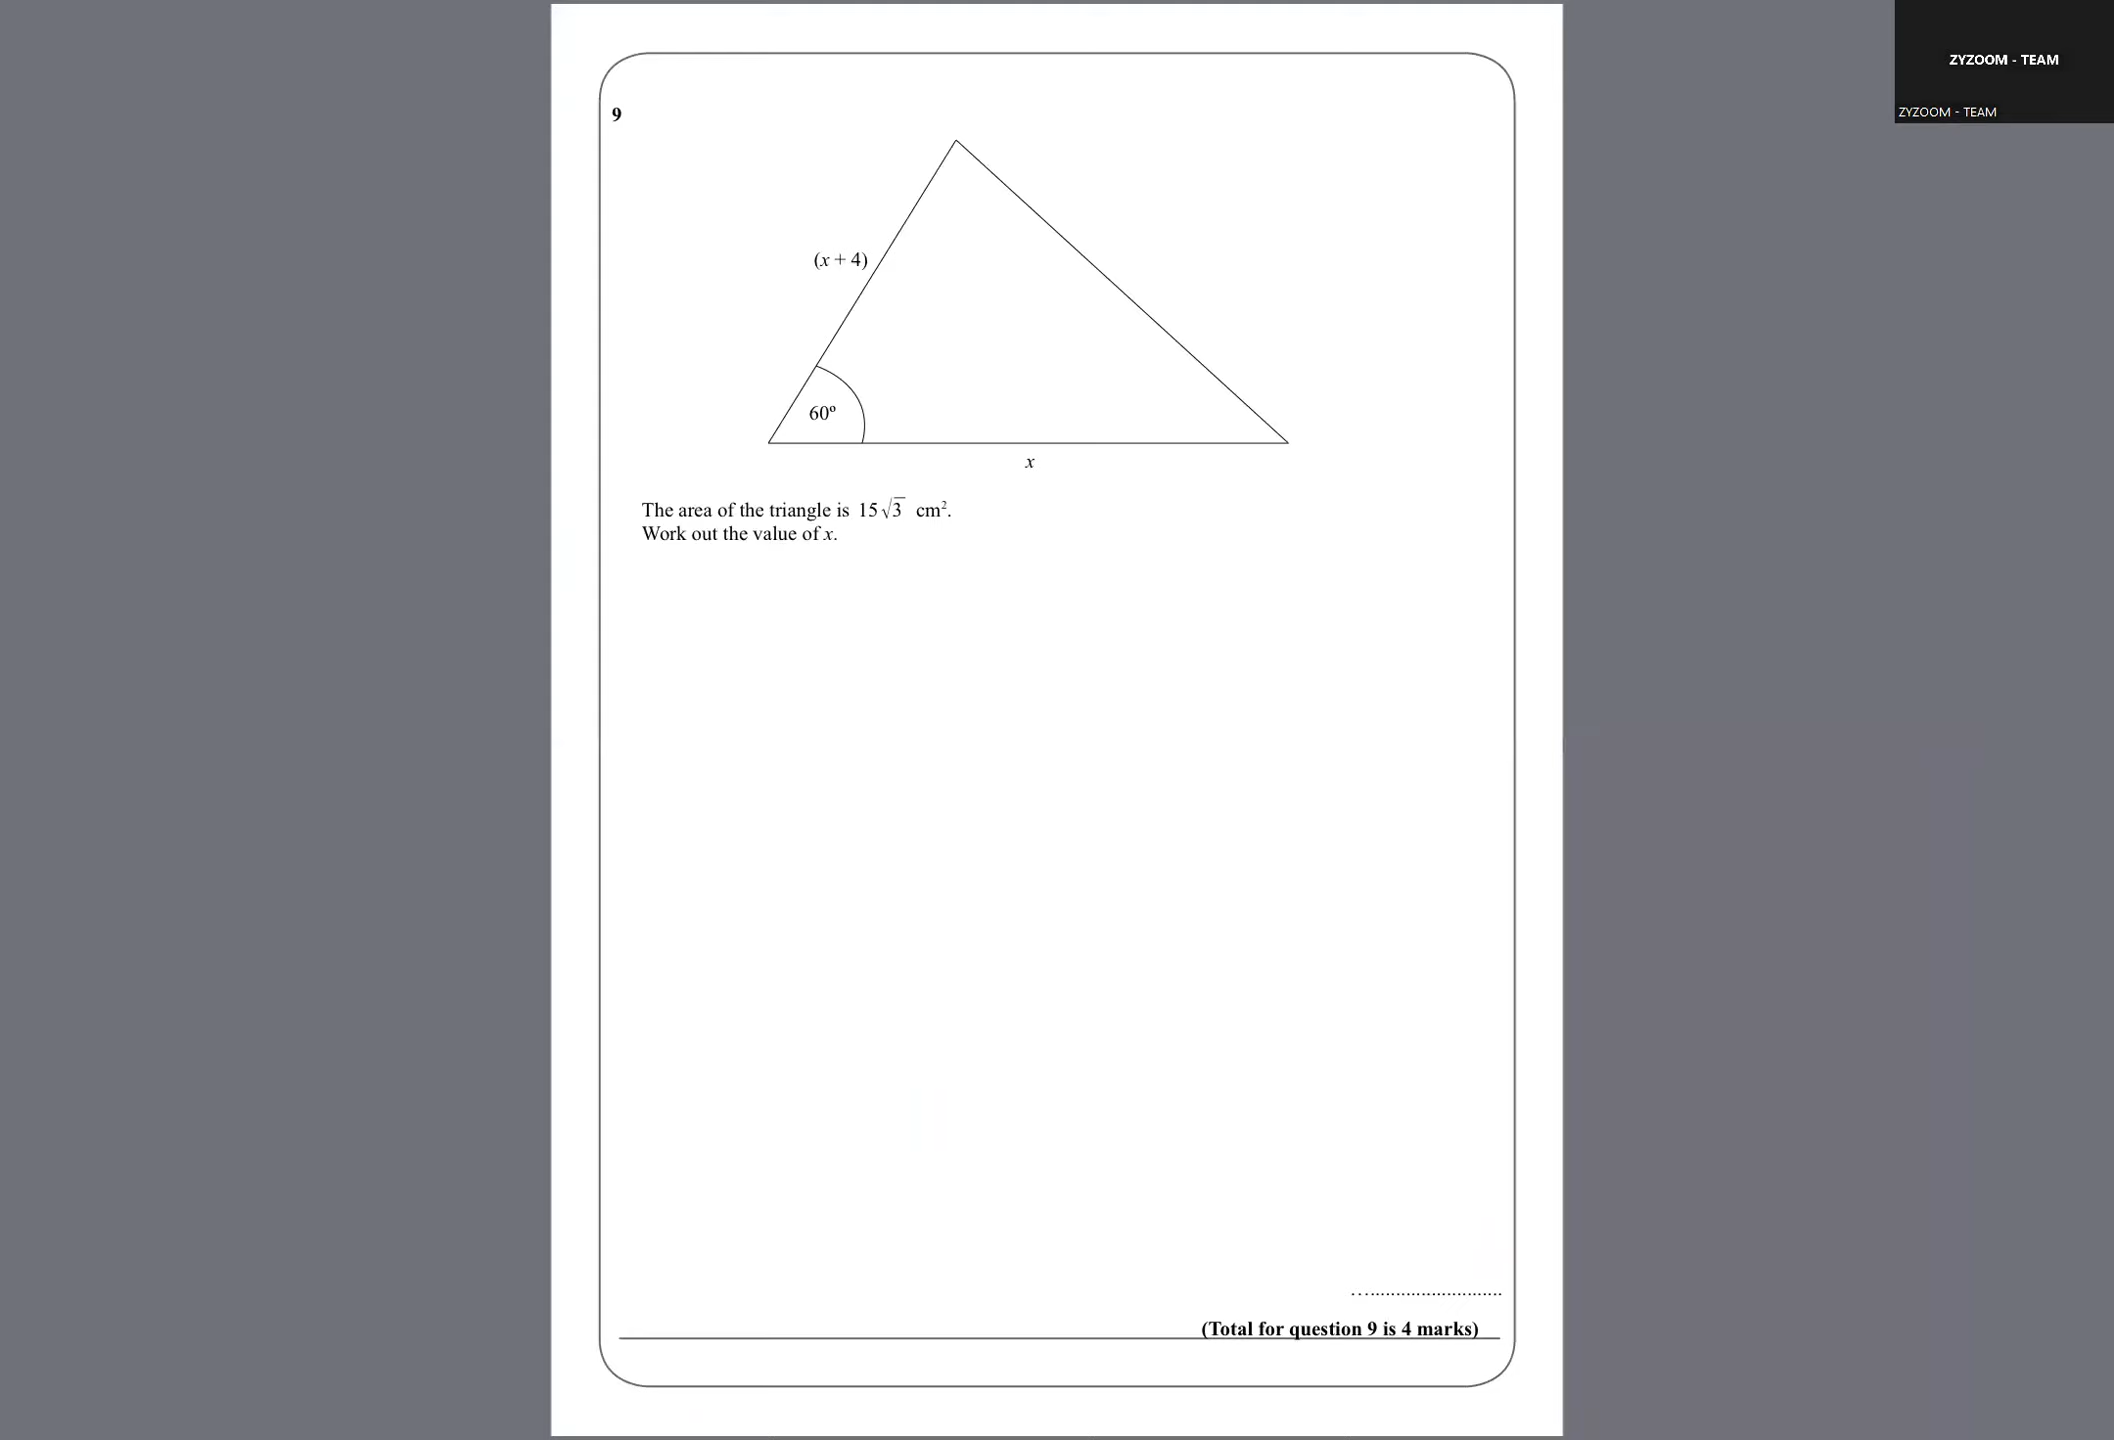 ZYZOOM - TEAM
ZYZOOM - TEAM
9
(x + 4)
60º
x
The area of the triangle is 15√3 cm².
Work out the value of x.
..............................
(Total for question 9 is 4 marks)